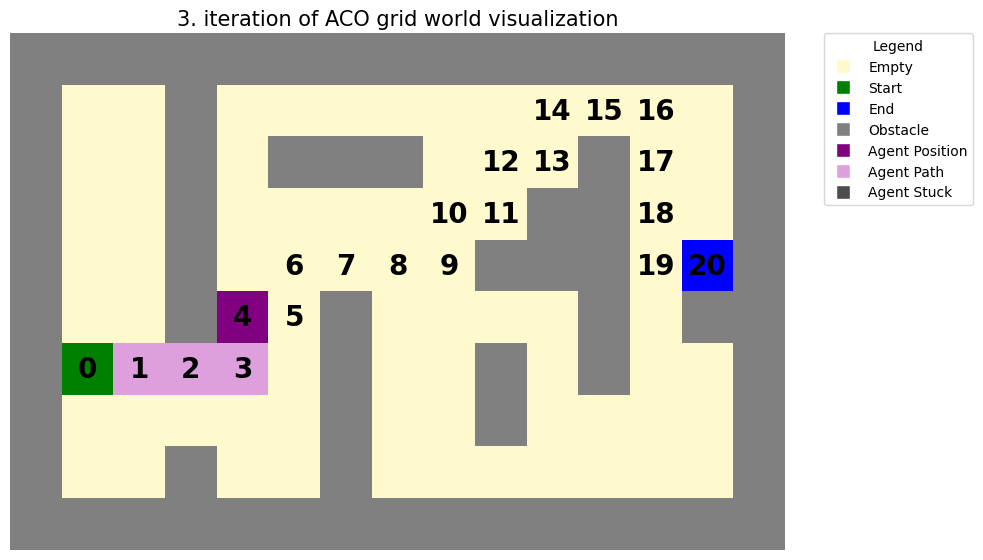 3. iteration of ACO grid world visualization
14 15 16
12 13 17
10 11 18
6 7 8 9 19 20
4 5
0 1 2 3
Legend
Empty
Start
End
Obstacle
Agent Position
Agent Path
Agent Stuck